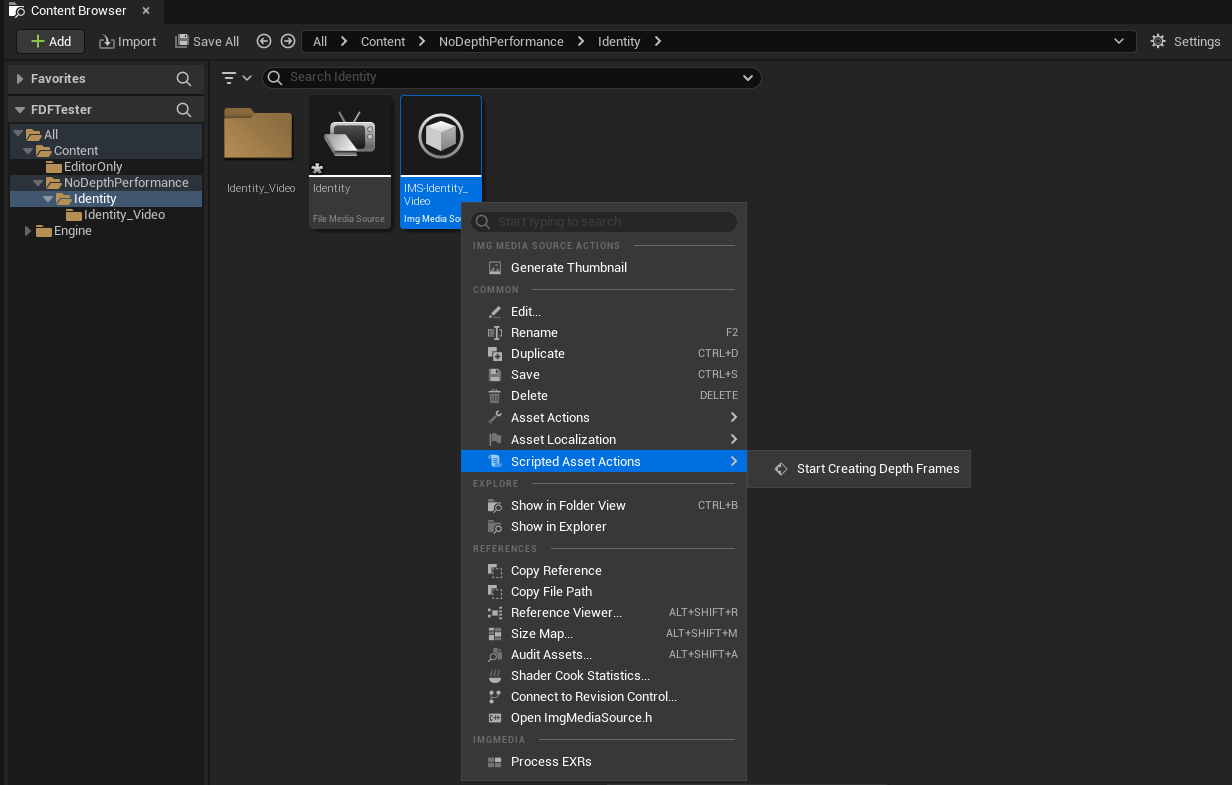 Content Browser
Add Import Save All All Content NoDepthPerformance Identity Settings
Favorites
Search Identity
FDFTester
All
Content
EditorOnly
NoDepthPerformance
Identity
Identity_Video
Engine
Identity_Video
Identity
File Media Source
IMS-Identity_
Video
Img Media So
Start typing to search
IMG MEDIA SOURCE ACTIONS
Generate Thumbnail
COMMON
Edit...
Rename F2
Duplicate CTRL+D
Save CTRL+S
Delete DELETE
Asset Actions
Asset Localization
Scripted Asset Actions
Start Creating Depth Frames
EXPLORE
Show in Folder View CTRL+B
Show in Explorer
REFERENCES
Copy Reference
Copy File Path
Reference Viewer... ALT+SHIFT+R
Size Map... ALT+SHIFT+M
Audit Assets... ALT+SHIFT+A
Shader Cook Statistics...
Connect to Revision Control...
Open ImgMediaSource.h
IMGMEDIA
Process EXRs